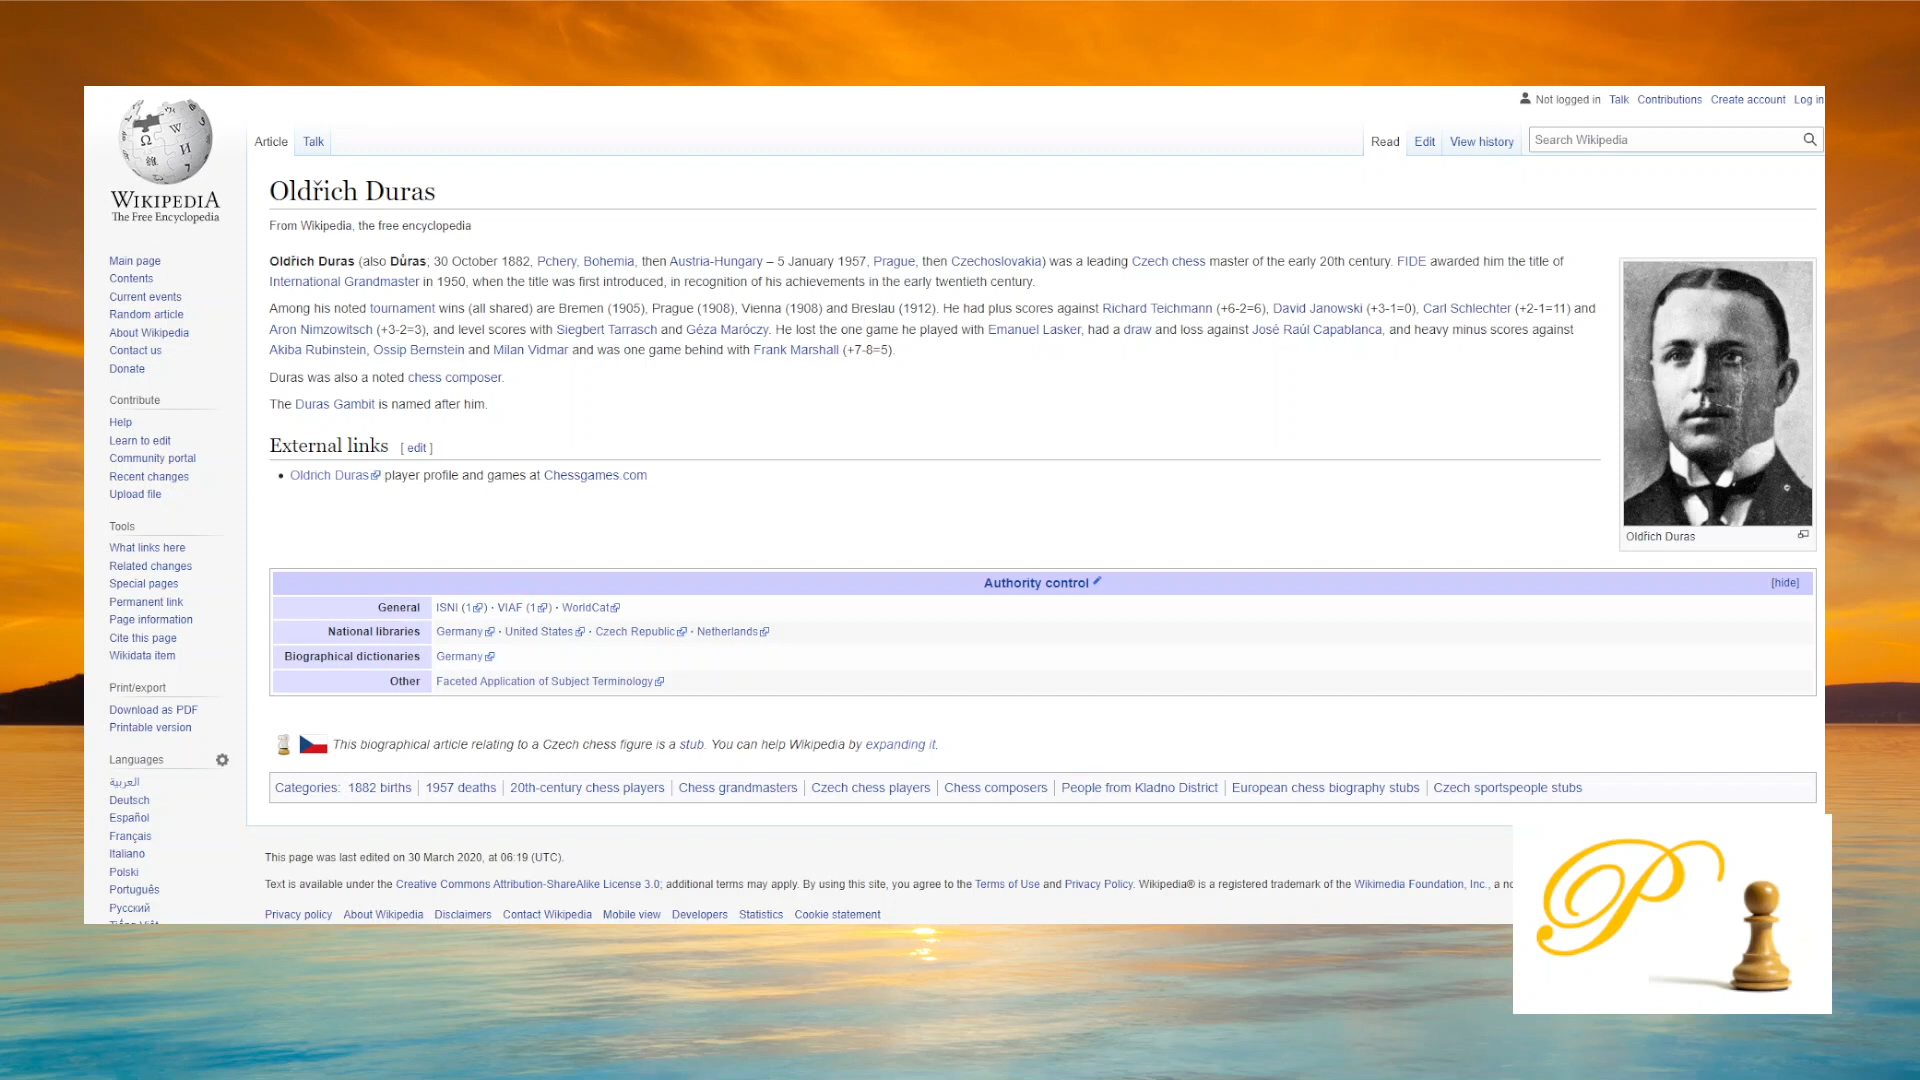 Not logged in Talk Contributions Create account Log in
Article Talk Read Edit View history Search Wikipedia
WIKIPEDIA
The Free Encyclopedia
Oldřich Duras
From Wikipedia, the free encyclopedia
Oldřich Duras (also Důras; 30 October 1882, Pchery, Bohemia, then Austria-Hungary – 5 January 1957, Prague, then Czechoslovakia) was a leading Czech chess master of the early 20th century. FIDE awarded him the title of
International Grandmaster in 1950, when the title was first introduced, in recognition of his achievements in the early twentieth century.
Among his noted tournament wins (all shared) are Bremen (1905), Prague (1908), Vienna (1908) and Breslau (1912). He had plus scores against Richard Teichmann (+6-2=6), David Janowski (+3-1=0), Carl Schlechter (+2-1=11) and
Aron Nimzowitsch (+3-2=3), and level scores with Siegbert Tarrasch and Géza Maróczy. He lost the one game he played with Emanuel Lasker, had a draw and loss against José Raúl Capablanca, and heavy minus scores against
Akiba Rubinstein, Ossip Bernstein and Milan Vidmar and was one game behind with Frank Marshall (+7-8=5).
Duras was also a noted chess composer.
The Duras Gambit is named after him.
External links [ edit ]
• Oldrich Duras player profile and games at Chessgames.com
Oldřich Duras
Authority control [hide]
General ISNI (1) · VIAF (1) · WorldCat
National libraries Germany · United States · Czech Republic · Netherlands
Biographical dictionaries Germany
Other Faceted Application of Subject Terminology
This biographical article relating to a Czech chess figure is a stub. You can help Wikipedia by expanding it.
Categories: 1882 births | 1957 deaths | 20th-century chess players | Chess grandmasters | Czech chess players | Chess composers | People from Kladno District | European chess biography stubs | Czech sportspeople stubs
This page was last edited on 30 March 2020, at 06:19 (UTC).
Text is available under the Creative Commons Attribution-ShareAlike License 3.0; additional terms may apply. By using this site, you agree to the Terms of Use and Privacy Policy. Wikipedia® is a registered trademark of the Wikimedia Foundation, Inc., a no
Privacy policy About Wikipedia Disclaimers Contact Wikipedia Mobile view Developers Statistics Cookie statement
Main page
Contents
Current events
Random article
About Wikipedia
Contact us
Donate
Contribute
Help
Learn to edit
Community portal
Recent changes
Upload file
Tools
What links here
Related changes
Special pages
Permanent link
Page information
Cite this page
Wikidata item
Print/export
Download as PDF
Printable version
Languages
العربية
Deutsch
Español
Français
Italiano
Polski
Português
Русский
P